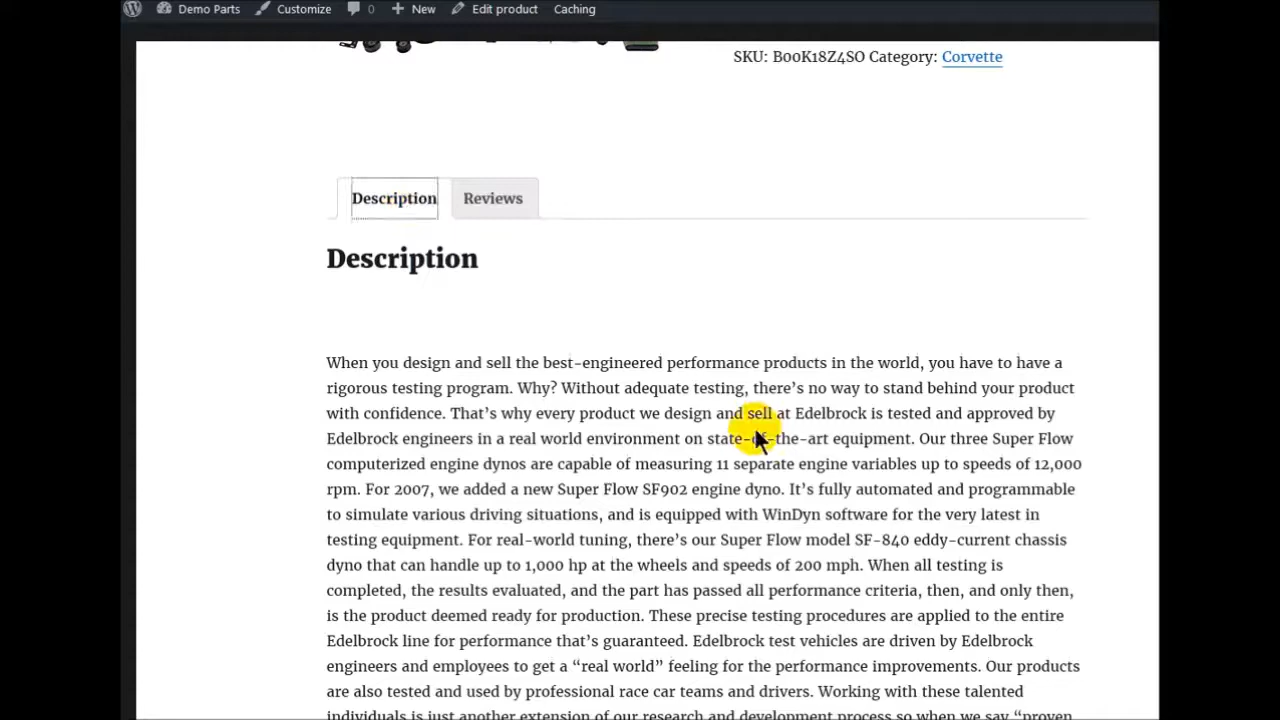 Demo Parts Customize 0 New Edit product Caching
SKU: B00K18Z4SO Category: Corvette
Description Reviews
Description
When you design and sell the best-engineered performance products in the world, you have to have a
rigorous testing program. Why? Without adequate testing, there's no way to stand behind your product
with confidence. That's why every product we design and sell at Edelbrock is tested and approved by
Edelbrock engineers in a real world environment on state-of-the-art equipment. Our three Super Flow
computerized engine dynos are capable of measuring 11 separate engine variables up to speeds of 12,000
rpm. For 2007, we added a new Super Flow SF902 engine dyno. It's fully automated and programmable
to simulate various driving situations, and is equipped with WinDyn software for the very latest in
testing equipment. For real-world tuning, there's our Super Flow model SF-840 eddy-current chassis
dyno that can handle up to 1,000 hp at the wheels and speeds of 200 mph. When all testing is
completed, the results evaluated, and the part has passed all performance criteria, then, and only then,
is the product deemed ready for production. These precise testing procedures are applied to the entire
Edelbrock line for performance that's guaranteed. Edelbrock test vehicles are driven by Edelbrock
engineers and employees to get a “real world” feeling for the performance improvements. Our products
are also tested and used by professional race car teams and drivers. Working with these talented
individuals is just another extension of our research and development process so when we say “proven